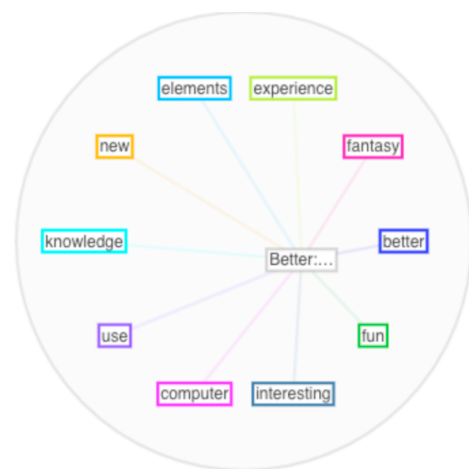 elements
experience
new
fantasy
knowledge
better
Better:...
use
fun
computer
interesting